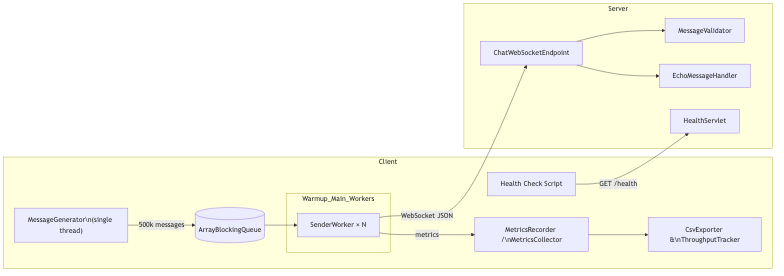 Server
MessageValidator
ChatWebSocketEndpoint
EchoMessageHandler
HealthServlet
Client
Health Check Script
GET /health
Warmup_Main_Workers
MessageGenerator\n(single
thread)
500k messages
ArrayBlockingQueue
SenderWorker × N
WebSocket JSON
metrics
MetricsRecorder
/\nMetricsCollector
CsvExporter
&\nThroughputTracker